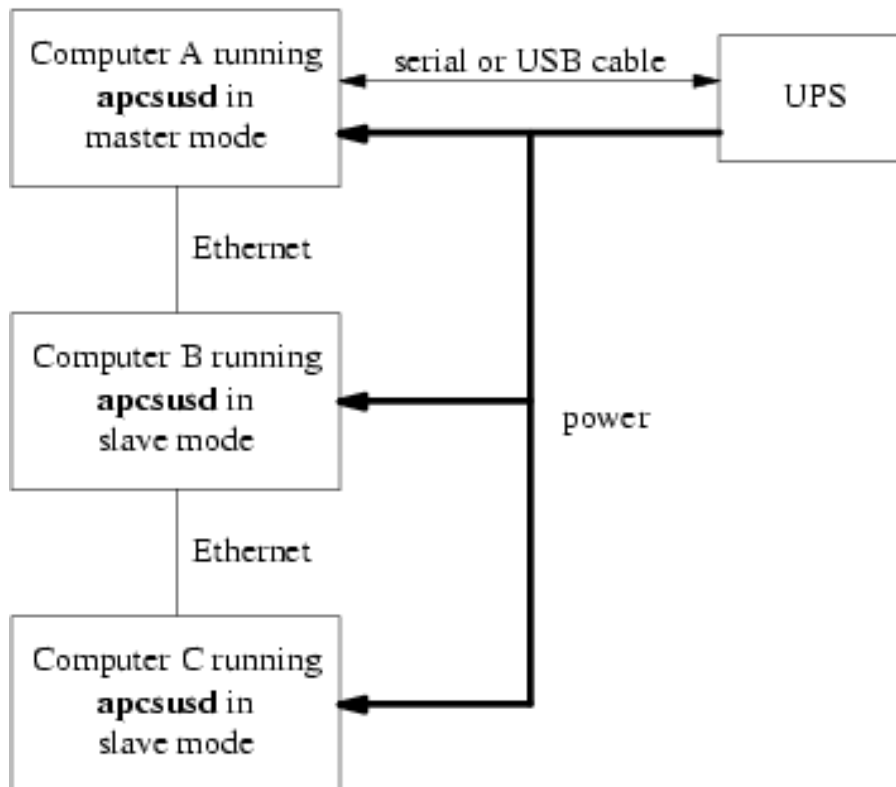 Computer A running
apcsusd in
master mode
serial or USB cable
UPS
Ethernet
Computer B running
apcsusd in
slave mode
power
Ethernet
Computer C running
apcsusd in
slave mode